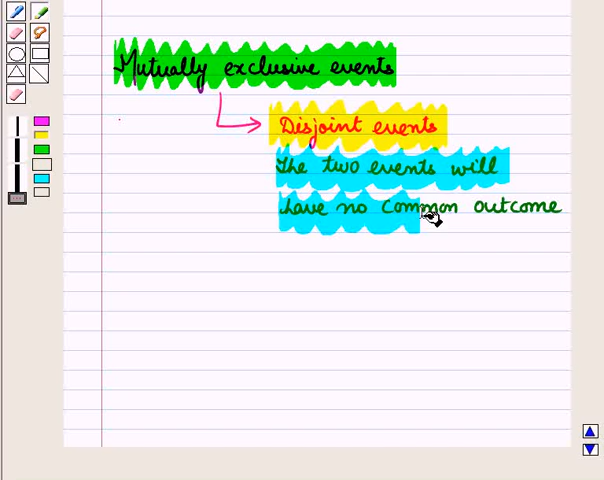 Mutually exclusive events
Disjoint events
The two events will
have no common outcome